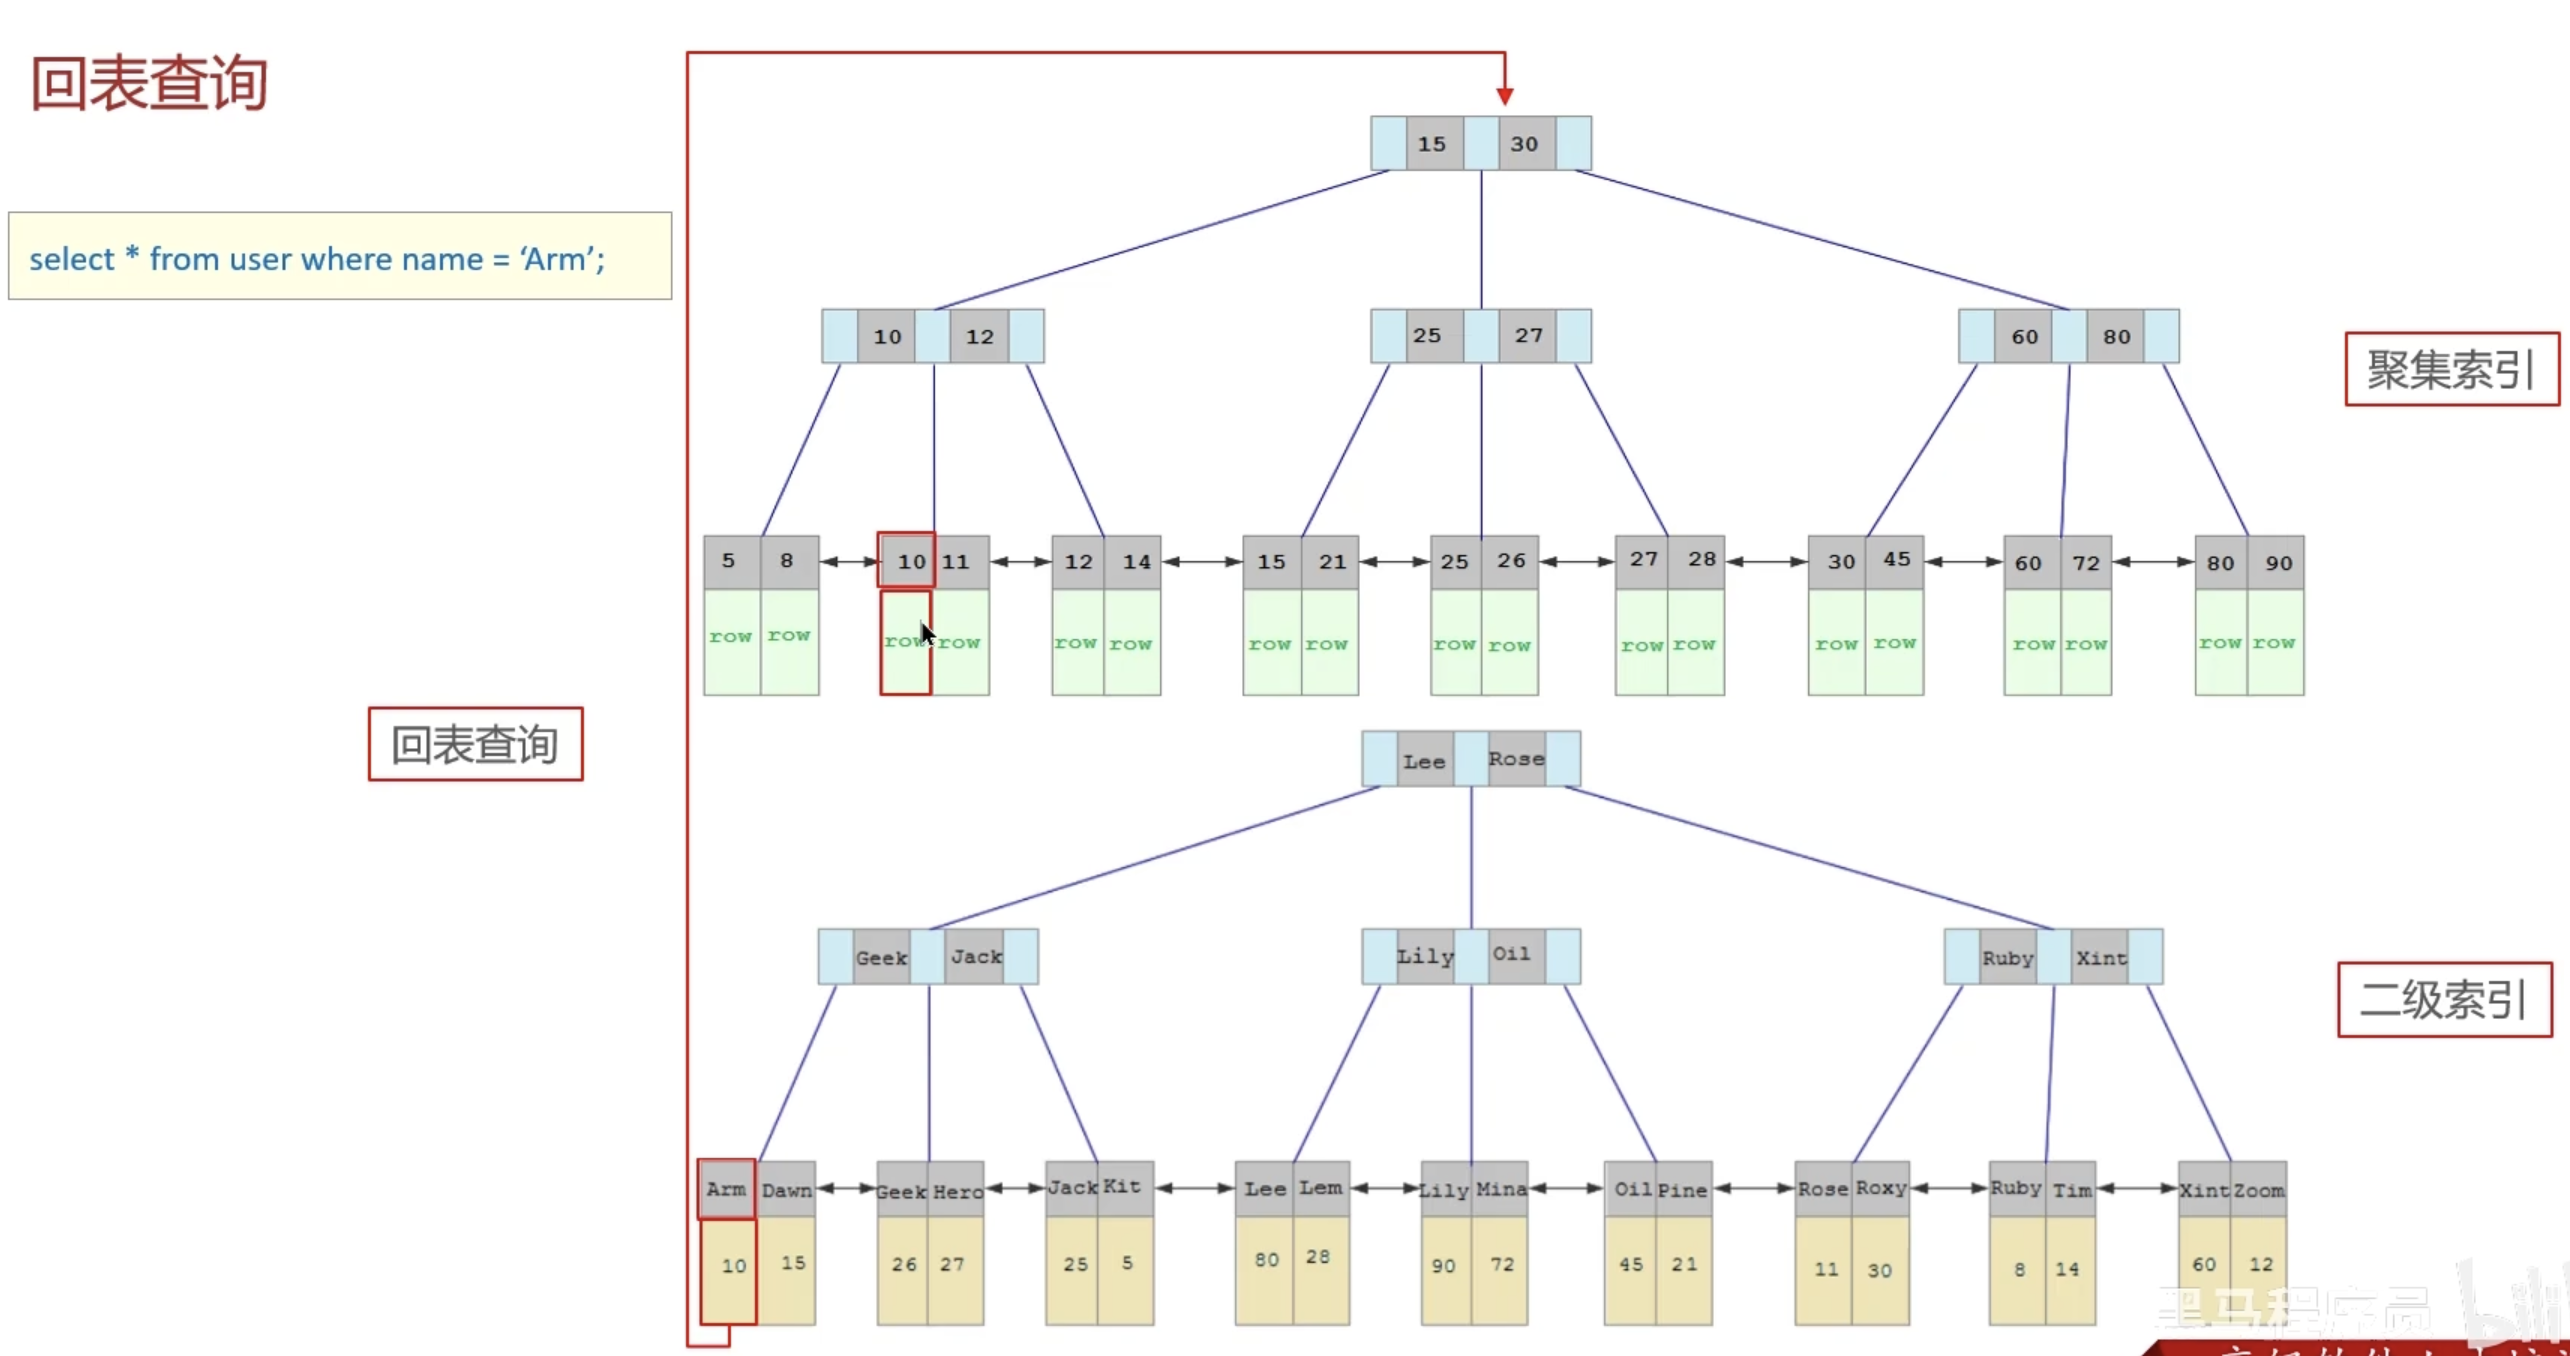 回表查询
select * from user where name = ‘Arm’;
15 30
10 12 25 27 60 80
聚集索引
5 8 10 11 12 14 15 21 25 26 27 28 30 45 60 72 80 90
row row row row row row row row row row row row row row row row row row
回表查询
Lee Rose
Geek Jack Lily Oil Ruby Xint
二级索引
Arm Dawn Geek Hero Jack Kit Lee Lem Lily Mina Oil Pine Rose Roxy Ruby Tim Xint Zoom
10 15 26 27 25 5 80 28 90 72 45 21 11 30 8 14 60 12
黑马程序员